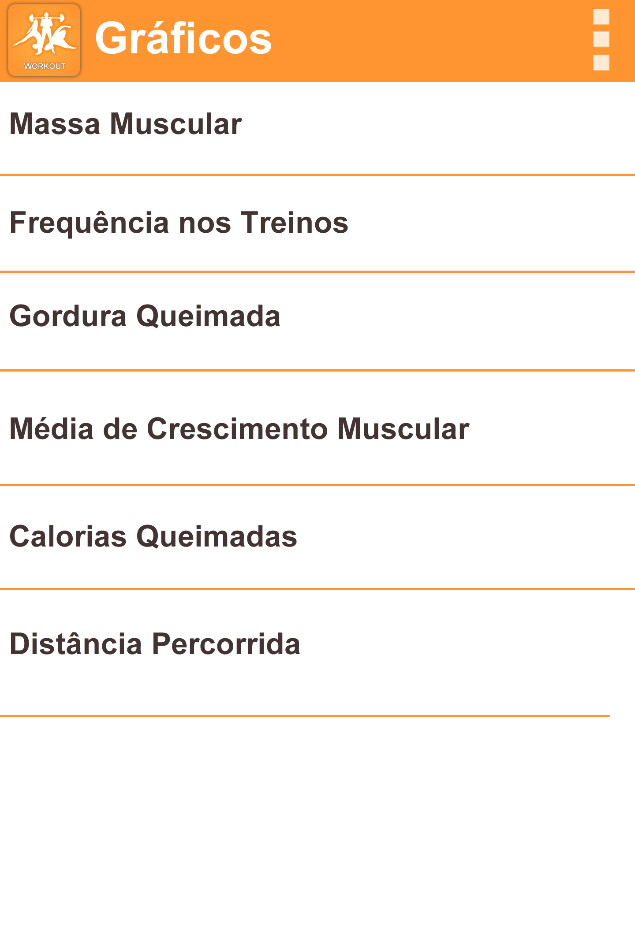 WORKOUT
Gráficos
Massa Muscular
Frequência nos Treinos
Gordura Queimada
Média de Crescimento Muscular
Calorias Queimadas
Distância Percorrida